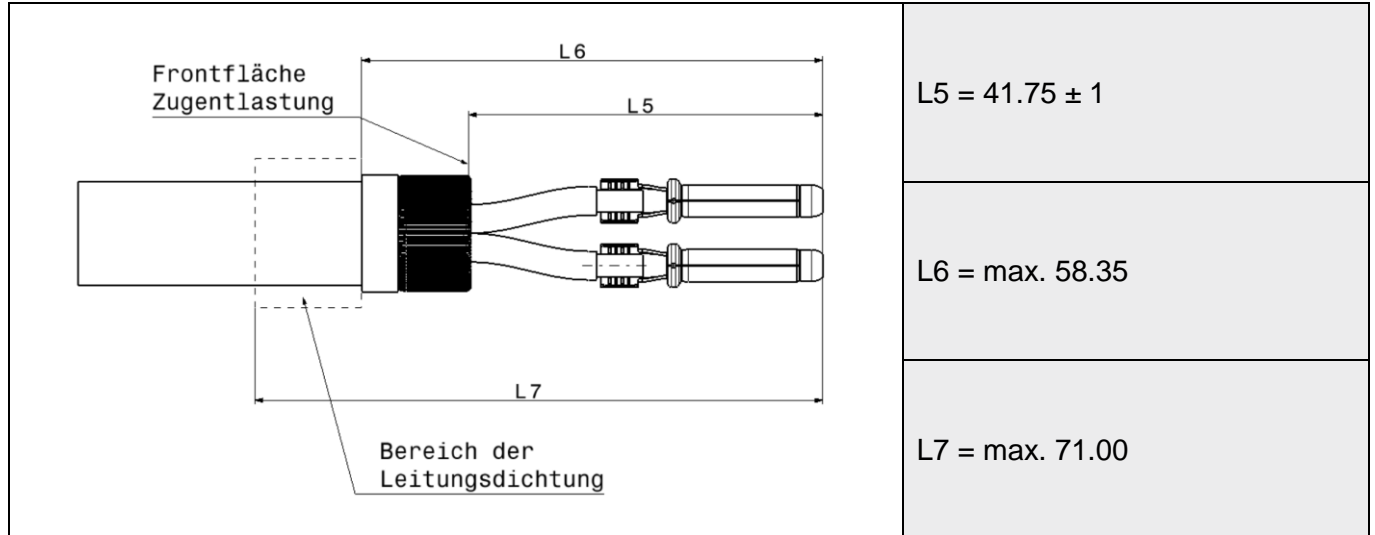 L6
Frontfläche
Zugentlastung
L5
L7
Bereich der
Leitungsdichtung
L5 = 41.75 ± 1
L6 = max. 58.35
L7 = max. 71.00